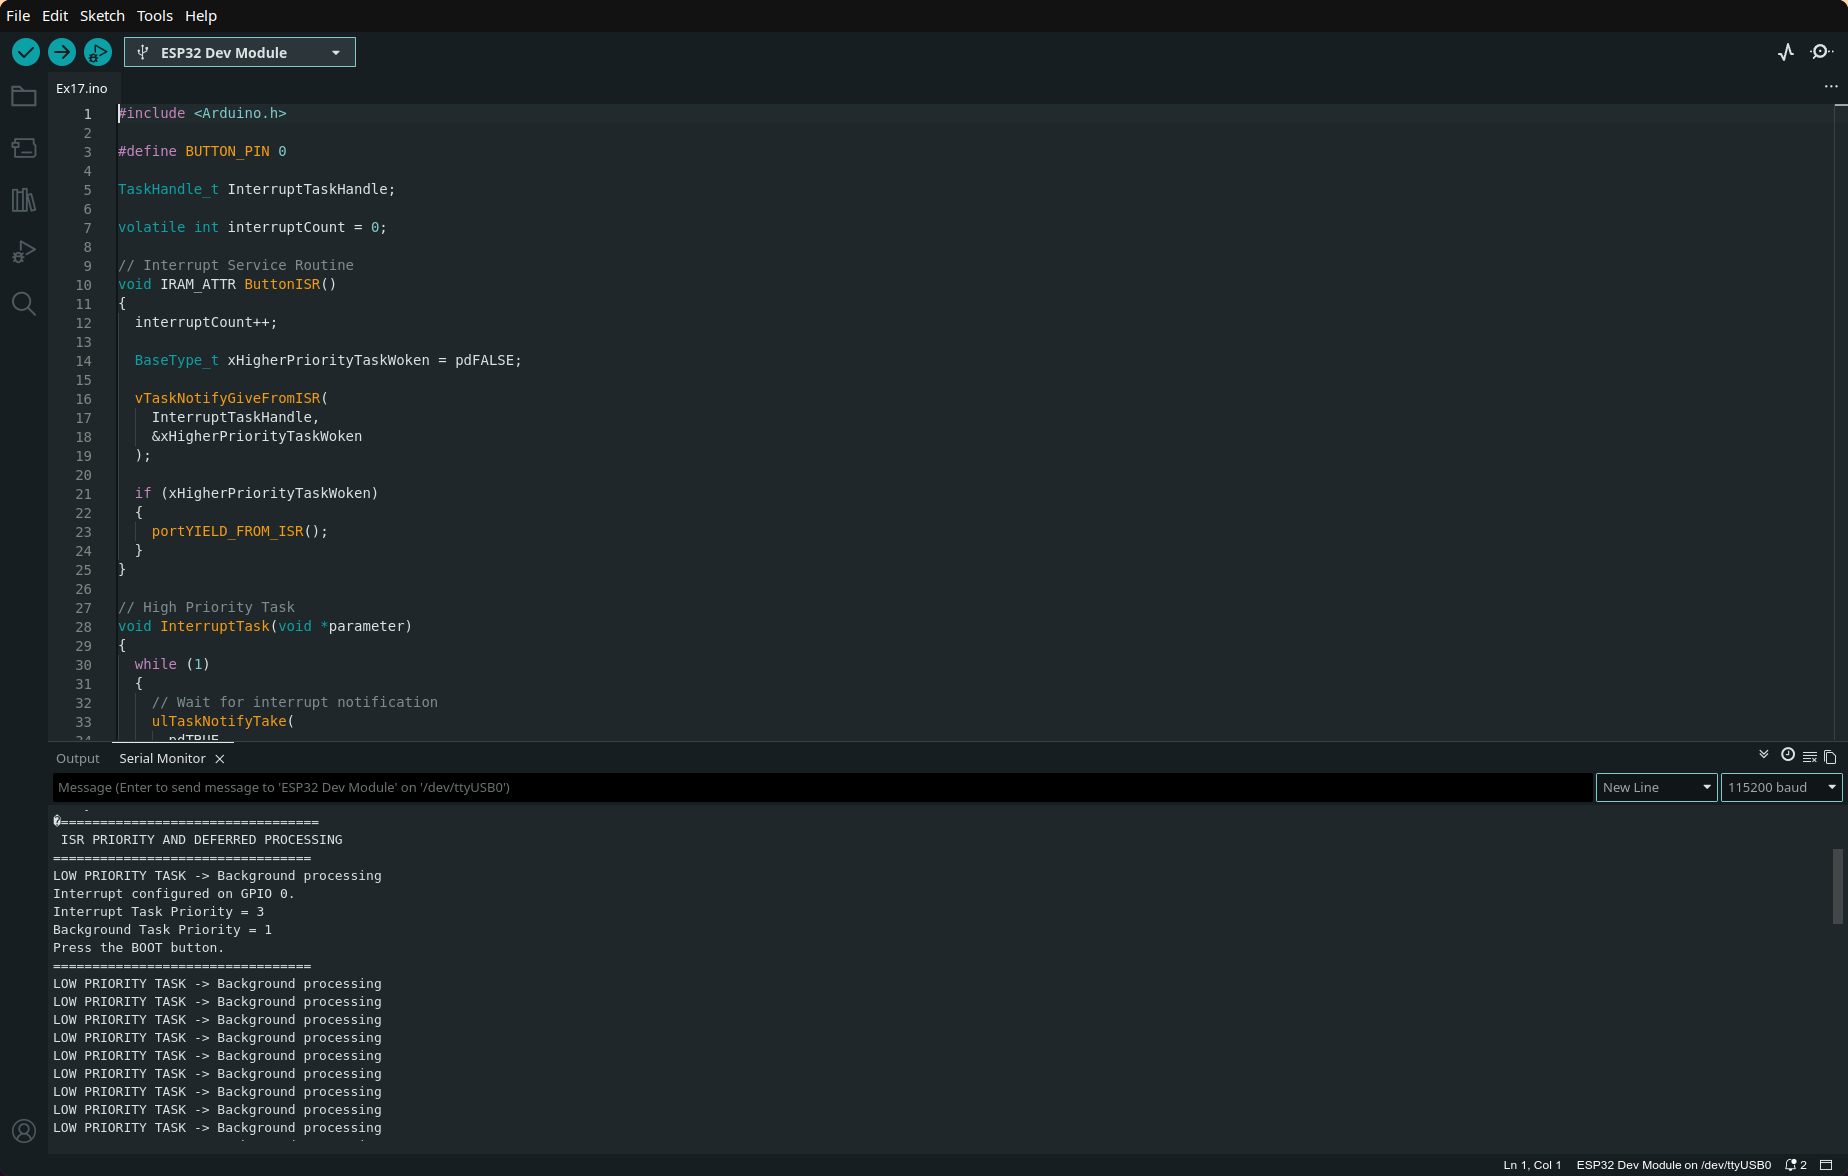 File Edit Sketch Tools Help
ESP32 Dev Module
Ex17.ino
1 #include <Arduino.h>
2
3 #define BUTTON_PIN 0
4
5 TaskHandle_t InterruptTaskHandle;
6
7 volatile int interruptCount = 0;
8
9 // Interrupt Service Routine
10 void IRAM_ATTR ButtonISR()
11 {
12   interruptCount++;
13
14   BaseType_t xHigherPriorityTaskWoken = pdFALSE;
15
16   vTaskNotifyGiveFromISR(
17     InterruptTaskHandle,
18     &xHigherPriorityTaskWoken
19   );
20
21   if (xHigherPriorityTaskWoken)
22   {
23     portYIELD_FROM_ISR();
24   }
25 }
26
27 // High Priority Task
28 void InterruptTask(void *parameter)
29 {
30   while (1)
31   {
32     // Wait for interrupt notification
33     ulTaskNotifyTake(
34       pdTRUE
Output Serial Monitor
Message (Enter to send message to 'ESP32 Dev Module' on '/dev/ttyUSB0') New Line 115200 baud
�=================================
 ISR PRIORITY AND DEFERRED PROCESSING
=================================
LOW PRIORITY TASK -> Background processing
Interrupt configured on GPIO 0.
Interrupt Task Priority = 3
Background Task Priority = 1
Press the BOOT button.
=================================
LOW PRIORITY TASK -> Background processing
LOW PRIORITY TASK -> Background processing
LOW PRIORITY TASK -> Background processing
LOW PRIORITY TASK -> Background processing
LOW PRIORITY TASK -> Background processing
LOW PRIORITY TASK -> Background processing
LOW PRIORITY TASK -> Background processing
LOW PRIORITY TASK -> Background processing
LOW PRIORITY TASK -> Background processing
Ln 1, Col 1 ESP32 Dev Module on /dev/ttyUSB0 2